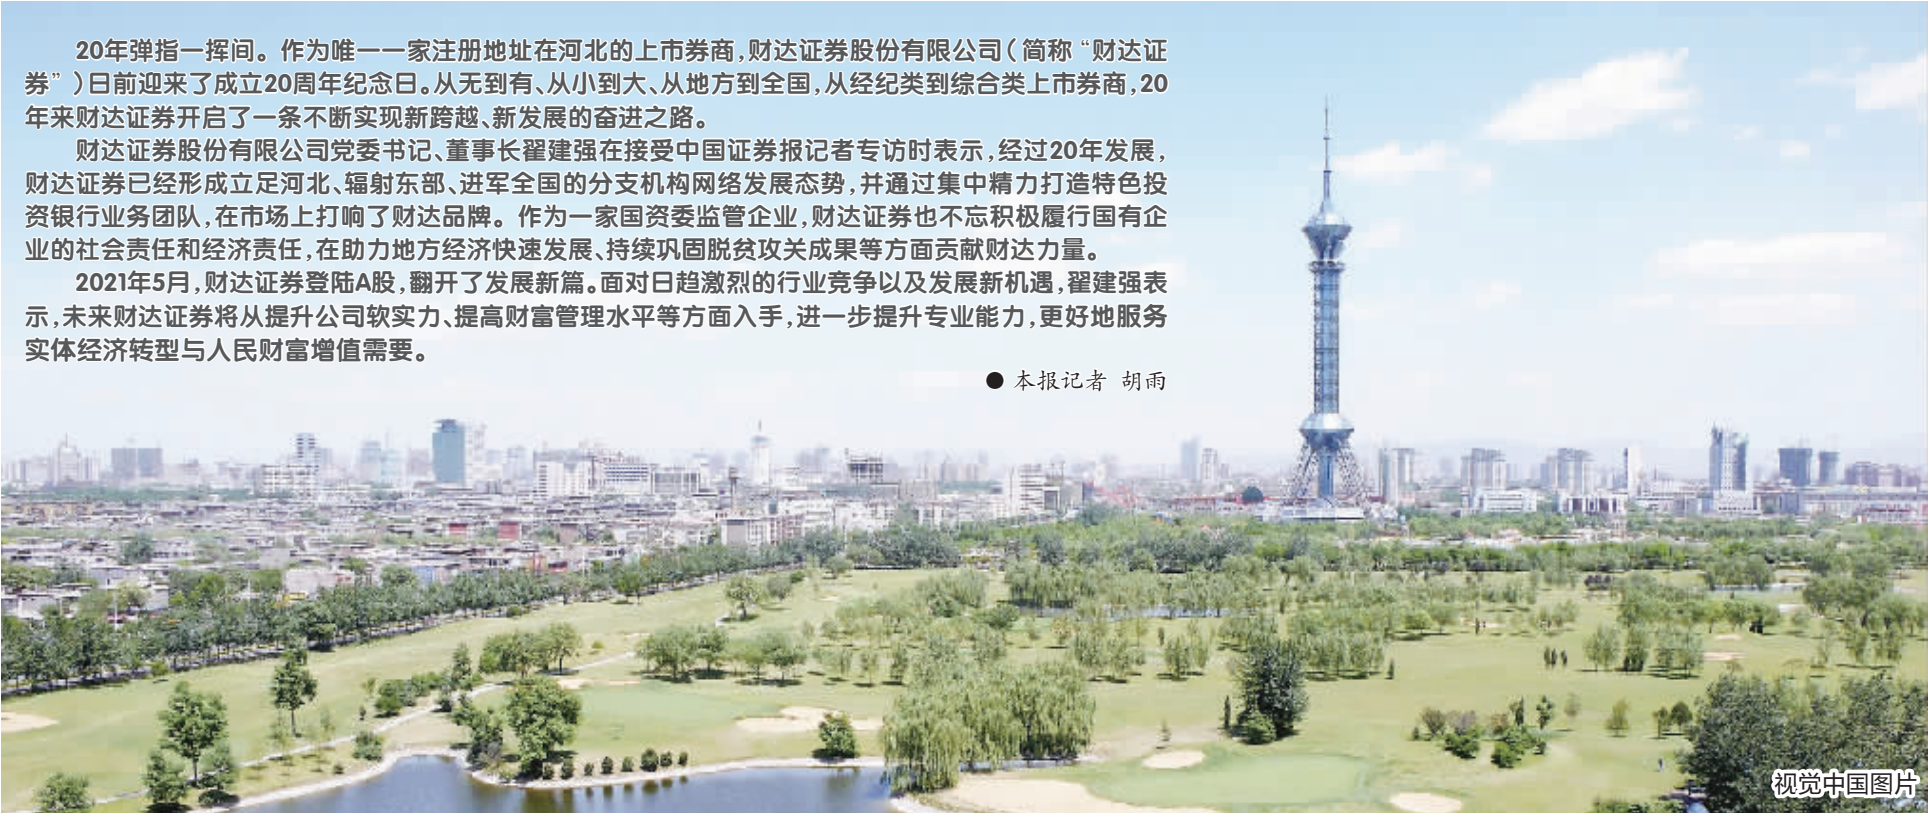 20年弹指一挥间。作为唯一一家注册地址在河北的上市券商,财达证券股份有限公司(简称“财达证
券”)日前迎来了成立20周年纪念日。从无到有、从小到大、从地方到全国,从经纪类到综合类上市券商,20
年来财达证券开启了一条不断实现新跨越、新发展的奋进之路。
财达证券股份有限公司党委书记、董事长翟建强在接受中国证券报记者专访时表示,经过20年发展,
财达证券已经形成立足河北、辐射东部、进军全国的分支机构网络发展态势,并通过集中精力打造特色投
资银行业务团队,在市场上打响了财达品牌。作为一家国资委监管企业,财达证券也不忘积极履行国有企
业的社会责任和经济责任,在助力地方经济快速发展、持续巩固脱贫攻关成果等方面贡献财达力量。
2021年5月,财达证券登陆A股,翻开了发展新篇。面对日趋激烈的行业竞争以及发展新机遇,翟建强表
示,未来财达证券将从提升公司软实力、提高财富管理水平等方面入手,进一步提升专业能力,更好地服务
实体经济转型与人民财富增值需要。
● 本报记者 胡雨
视觉中国图片